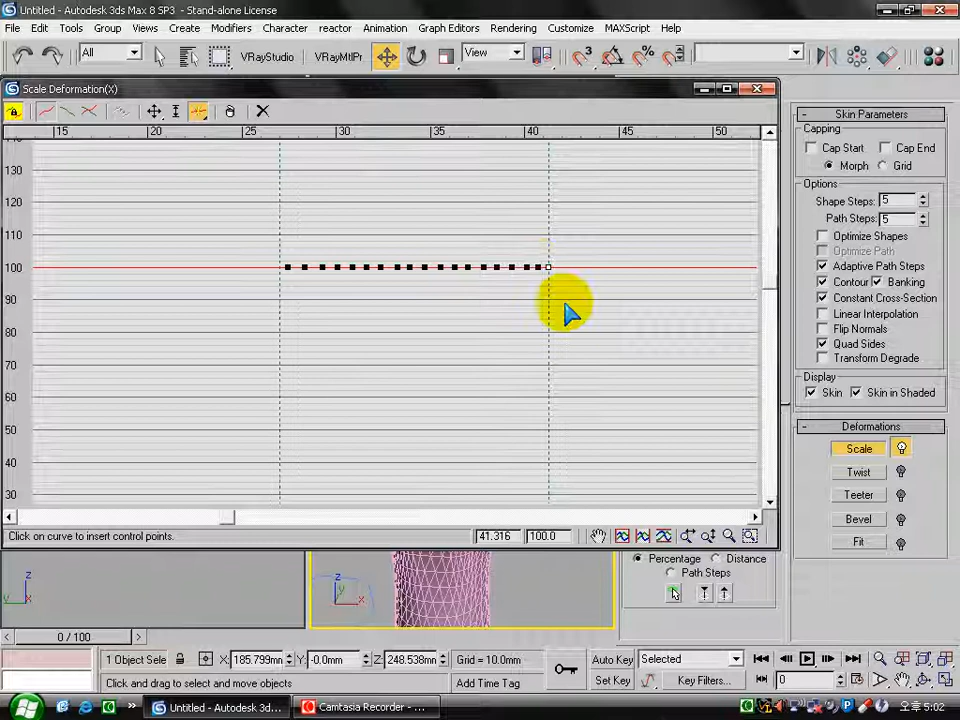 Untitled - Autodesk 3ds Max 8 SP3 - Stand-alone License
File Edit Tools Group Views Create Modifiers Character reactor Animation Graph Editors Rendering Customize MAXScript Help
All VRayStudio VRayMtlPr View
Scale Deformation(X)
15 20 25 30 35 40 45 50
130
120
110
100
90
80
70
60
50
40
30
Click on curve to insert control points. 41.316 100.0
Skin Parameters
Capping
Cap Start Cap End
Morph Grid
Options
Shape Steps: 5
Path Steps: 5
Optimize Shapes
Optimize Path
Adaptive Path Steps
Contour Banking
Constant Cross-Section
Linear Interpolation
Flip Normals
Quad Sides
Transform Degrade
Display
Skin Skin in Shaded
Deformations
Scale
Twist
Teeter
Bevel
Fit
Percentage Distance
Path Steps
z
y x
z
y x
0 / 100
1 Object Sele X: 185.799mm Y: -0.0mm Z: 248.538mm Grid = 10.0mm Auto Key Selected
Click and drag to select and move objects Add Time Tag Set Key Key Filters... 0
Untitled - Autodesk 3d... Camtasia Recorder - ... 오후 5:02